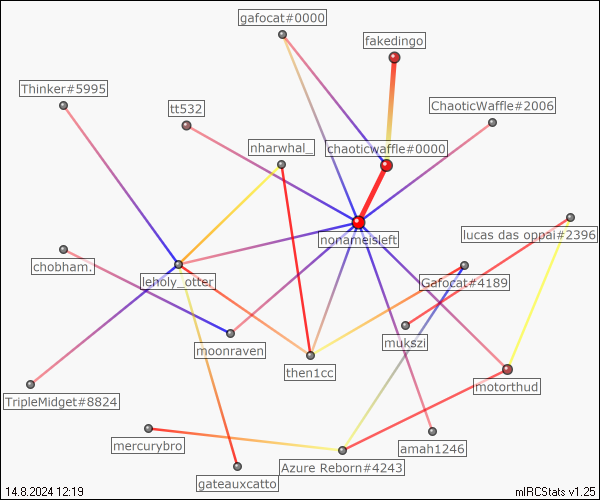 gafocat#0000
fakedingo
Thinker#5995
tt532
ChaoticWaffle#2006
nharwhal_
chaoticwaffle#0000
nonameisleft
lucas das oppai#2396
chobham.
leholy_otter
Gafocat#4189
moonraven
mukszi
then1cc
motorthud
TripleMidget#8824
mercurybro
amah1246
Azure Reborn#4243
gateauxcatto
14.8.2024 12:19
mIRCStats v1.25